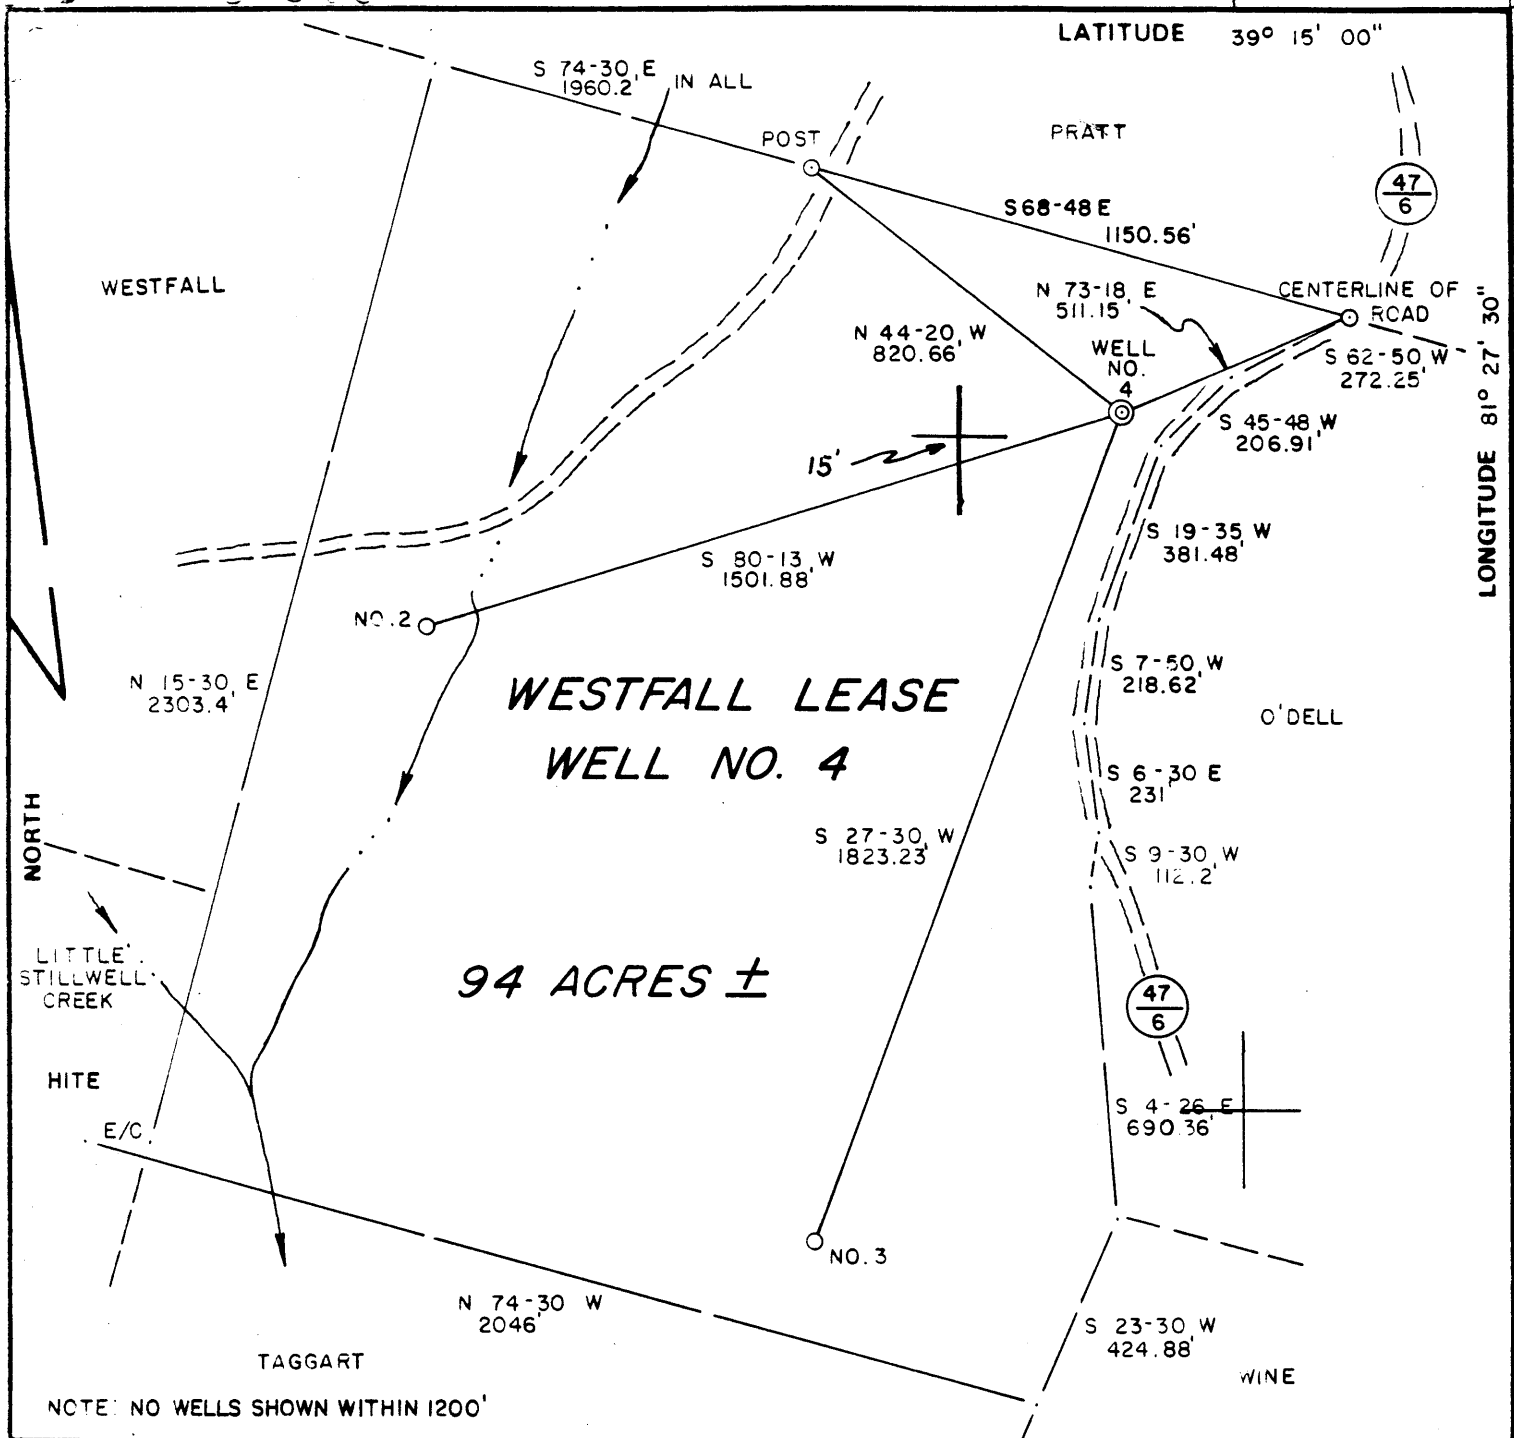 LATITUDE 39° 15' 00"
S 74-30 E
1960.2'
IN ALL
POST
PRATT
47
6
S 68-48 E
1150.56'
WESTFALL
N 73-18 E
511.15'
CENTERLINE OF
ROAD
LONGITUDE 81° 27' 30"
N 44-20 W
820.66'
WELL
NO.
4
S 62-50 W
272.25'
S 45-48 W
206.91'
15'
S 19-35 W
381.48'
S 80-13 W
1501.88'
NO. 2
N 15-30 E
2303.4'
WESTFALL LEASE
WELL NO. 4
S 7-50 W
218.62'
O'DELL
S 6-30 E
231'
NORTH
S 27-30 W
1823.23'
S 9-30 W
112.2'
LITTLE
STILLWELL
CREEK
94 ACRES ±
47
6
HITE
S 4-26 E
690.36'
E/C
NO. 3
N 74-30 W
2046'
S 23-30 W
424.88'
TAGGART
WINE
NOTE: NO WELLS SHOWN WITHIN 1200'